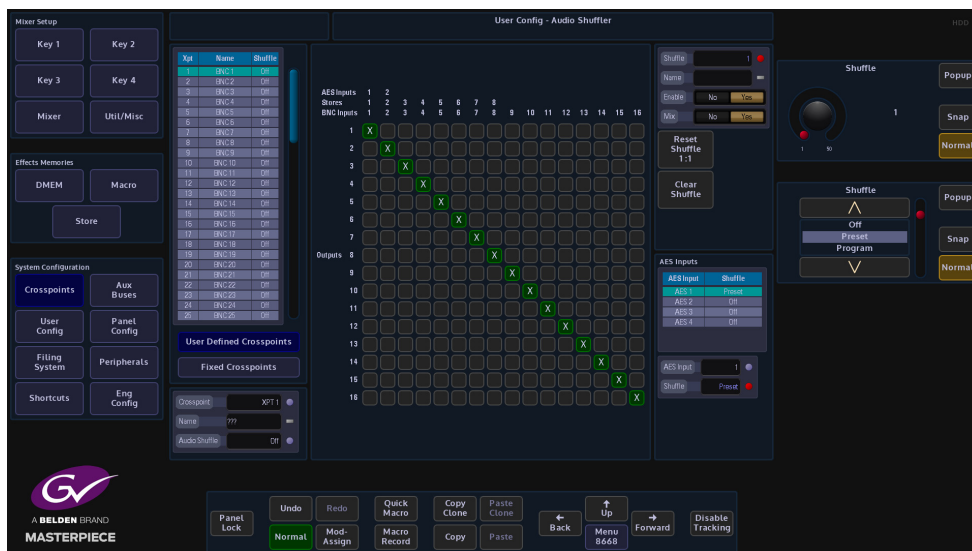 Mixer Setup
Key 1
Key 2
Key 3
Key 4
Mixer
Util/Misc
Effects Memories
DMEM
Macro
Store
System Configuration
Crosspoints
Aux
Buses
User
Config
Panel
Config
Filing
System
Peripherals
Shortcuts
Eng
Config
GV
A BELDEN BRAND
MASTERPIECE
User Config - Audio Shuffler
HDD
Xpt Name Shuffle
1 BNC 1 Off
2 BNC 2 Off
3 BNC 3 Off
4 BNC 4 Off
5 BNC 5 Off
6 BNC 6 Off
7 BNC 7 Off
8 BNC 8 Off
9 BNC 9 Off
10 BNC 10 Off
11 BNC 11 Off
12 BNC 12 Off
13 BNC 13 Off
14 BNC 14 Off
15 BNC 15 Off
16 BNC 16 Off
17 BNC 17 Off
18 BNC 18 Off
19 BNC 19 Off
20 BNC 20 Off
21 BNC 21 Off
22 BNC 22 Off
23 BNC 23 Off
24 BNC 24 Off
25 BNC 25 Off
User Defined Crosspoints
Fixed Crosspoints
Crosspoint XPT 1
Name ???
Audio Shuffle Off
AES Inputs 1 2
Stores 1 2 3 4 5 6 7 8
BNC Inputs 1 2 3 4 5 6 7 8 9 10 11 12 13 14 15 16
1 X
2 X
3 X
4 X
5 X
6 X
7 X
Outputs 8 X
9 X
10 X
11 X
12 X
13 X
14 X
15 X
16 X
Shuffle 1
Name
Enable No Yes
Mix No Yes
Reset
Shuffle
1:1
Clear
Shuffle
AES Inputs
AES Input Shuffle
AES 1 Preset
AES 2 Off
AES 3 Off
AES 4 Off
AES Input 1
Shuffle Preset
Shuffle
1
1 50
Popup
Snap
Normal
Shuffle
Off
Preset
Program
Popup
Snap
Normal
Panel
Lock
Undo
Redo
Normal
Mod-
Assign
Quick
Macro
Macro
Record
Copy
Clone
Paste
Clone
Copy
Paste
Back
Up
Menu
8668
Forward
Disable
Tracking